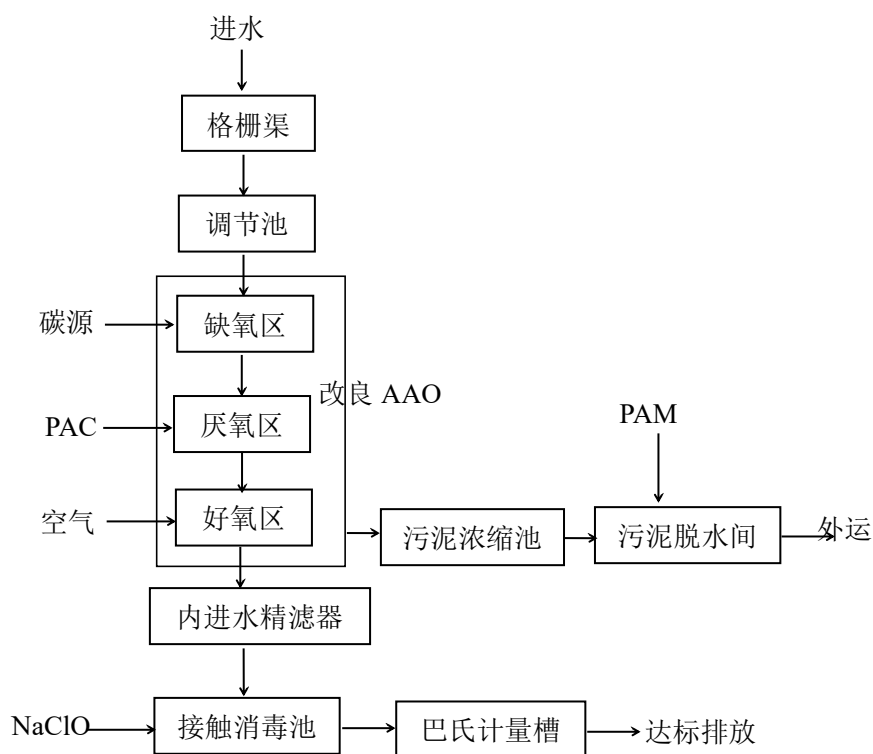 进水
格栅渠
调节池
碳源
缺氧区
改良 AAO
PAC
厌氧区
PAM
空气
好氧区
污泥浓缩池
污泥脱水间
外运
内进水精滤器
NaClO
接触消毒池
巴氏计量槽
达标排放